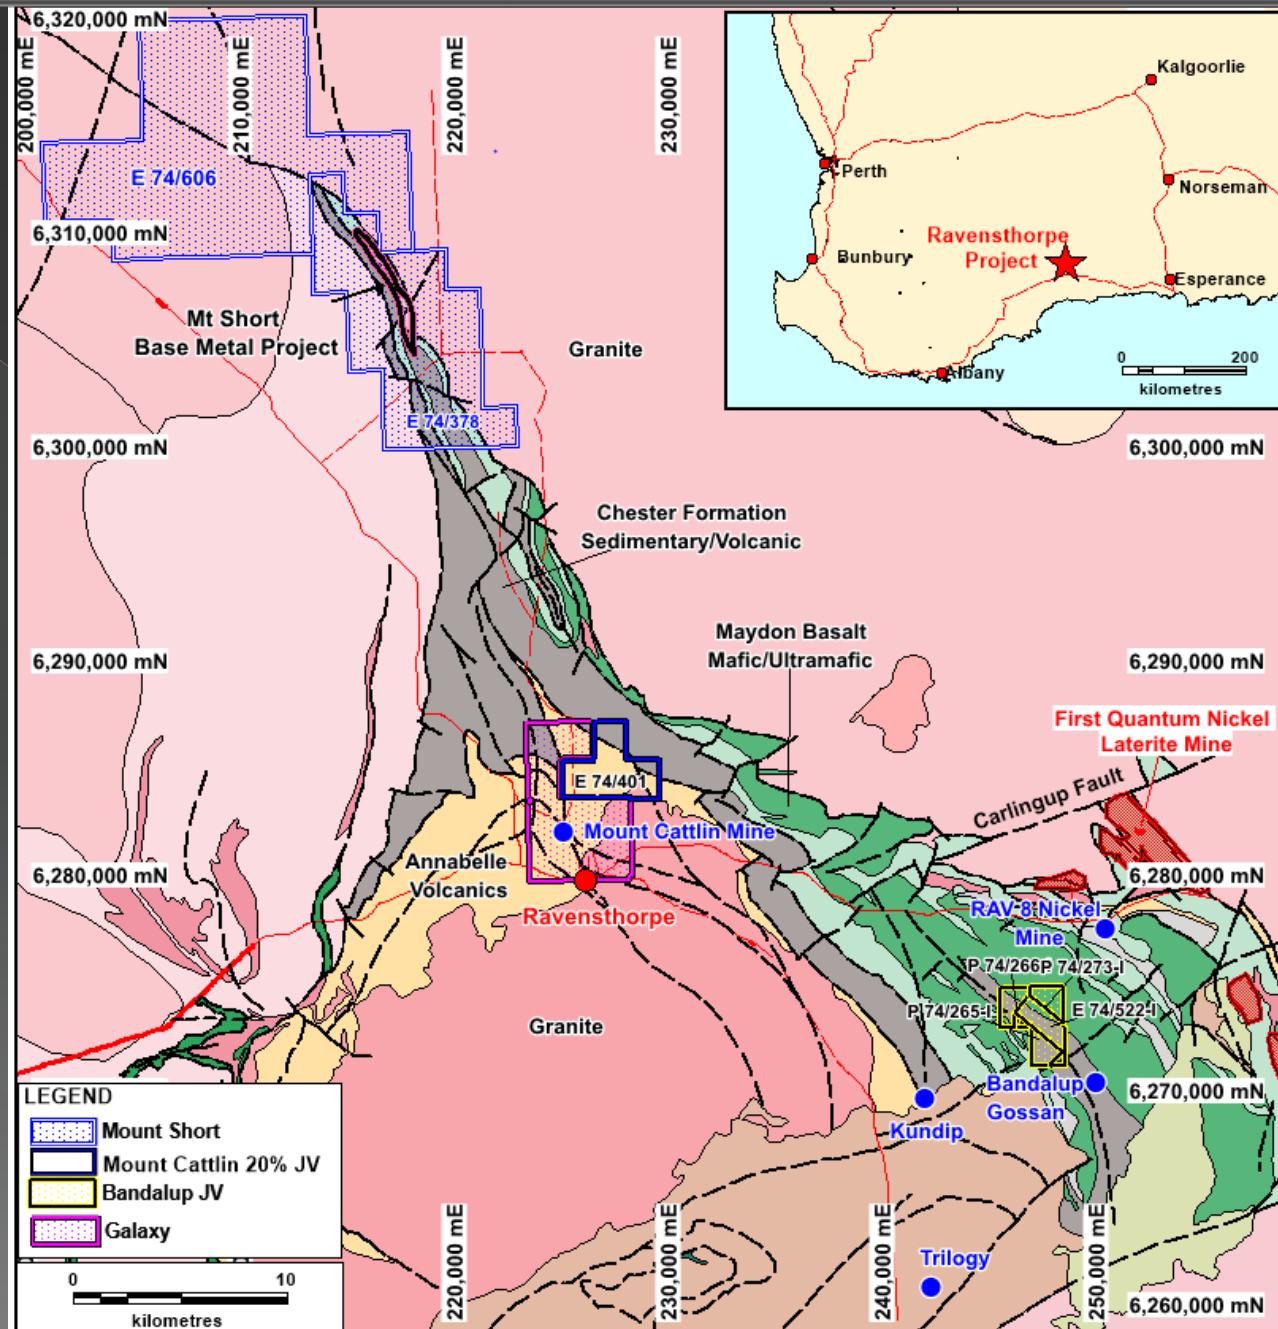 6,320,000 mN
200,000 mE
210,000 mE
220,000 mE
230,000 mE
Kalgoorlie
Perth
Norseman
Ravensthorpe
Project
Bunbury
Esperance
Albany
0 200
kilometres
E 74/606
6,310,000 mN
Mt Short
Base Metal Project
Granite
E 74/378
6,300,000 mN
6,300,000 mN
Chester Formation
Sedimentary/Volcanic
Maydon Basalt
Mafic/Ultramafic
6,290,000 mN
6,290,000 mN
First Quantum Nickel
Laterite Mine
E 74/401
Carlingup Fault
Mount Cattlin Mine
Annabelle
Volcanics
6,280,000 mN
6,280,000 mN
Ravensthorpe
RAV 8 Nickel
Mine
P 74/266
P 74/273-I
P 74/265-I
E 74/522-I
Granite
Bandalup
Gossan
6,270,000 mN
Kundip
LEGEND
Mount Short
Mount Cattlin 20% JV
Bandalup JV
Galaxy
220,000 mE
230,000 mE
240,000 mE
250,000 mE
Trilogy
6,260,000 mN
0 10
kilometres